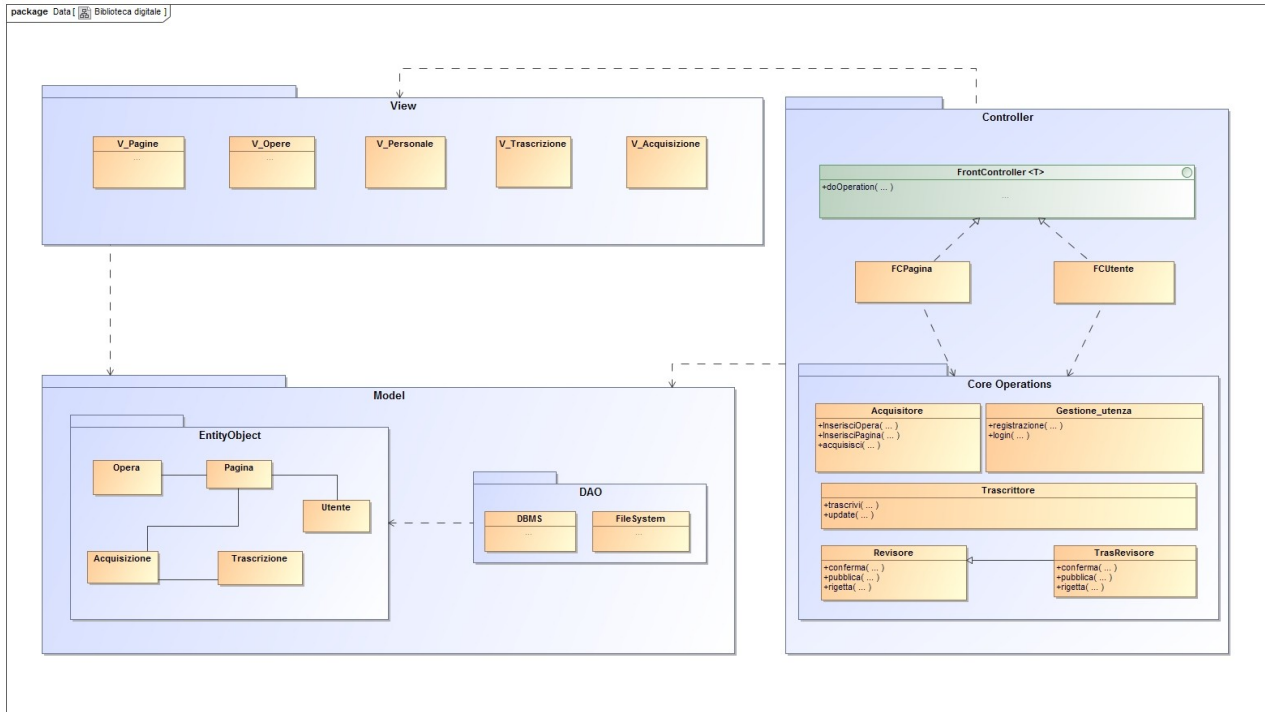 package Data [ Biblioteca digitale ]
View
V_Pagine
...
V_Opere
...
V_Personale
V_Trascrizione
V_Acquisizione
Controller
FrontController <T>
+doOperation( ... )
...
FCPagina
FCUtente
Core Operations
Acquisitore
+InserisciOpera( ... )
+InserisciPagina( ... )
+acquisisci( ... )
Gestione_utenza
+registrazione( ... )
+login( ... )
Trascrittore
+trascrivi( ... )
+update( ... )
Revisore
+conferma( ... )
+pubblica( ... )
+rigetta( ... )
TrasRevisore
+conferma( ... )
+pubblica( ... )
+rigetta( ... )
Model
EntityObject
Opera
Pagina
Utente
Acquisizione
Trascrizione
DAO
DBMS
...
FileSystem
...